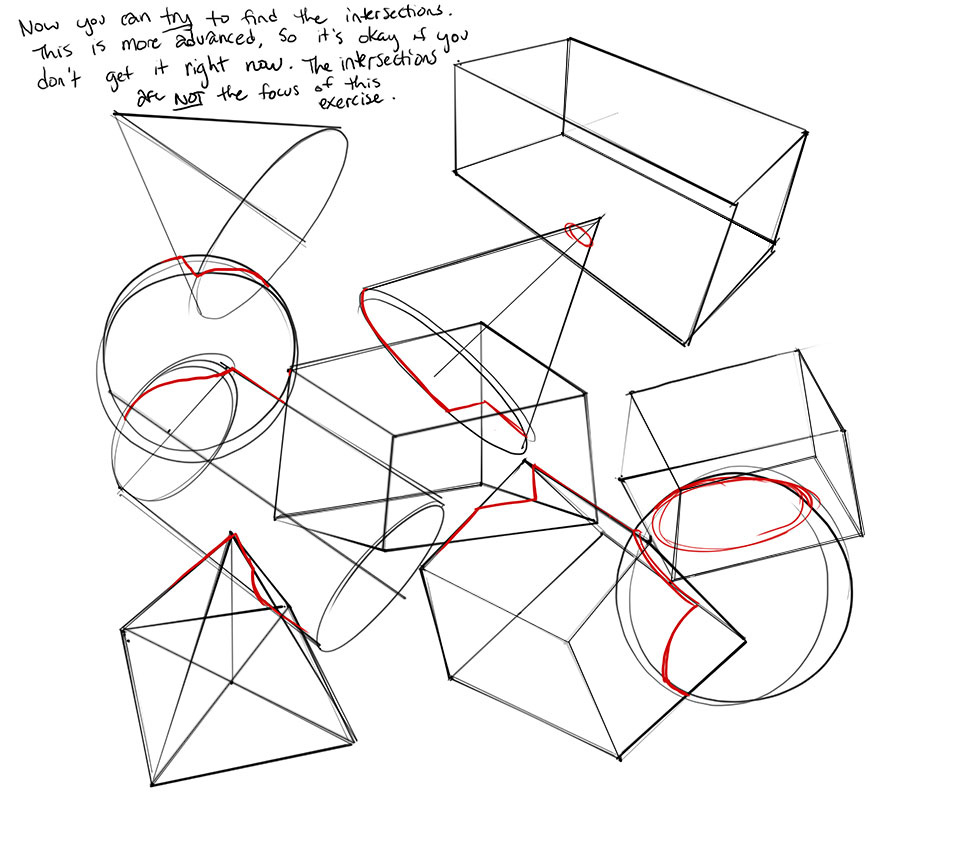 Now you can try to find the intersections.
This is more advanced, so it's okay if you
don't get it right now. The intersections
are NOT the focus of this
exercise.